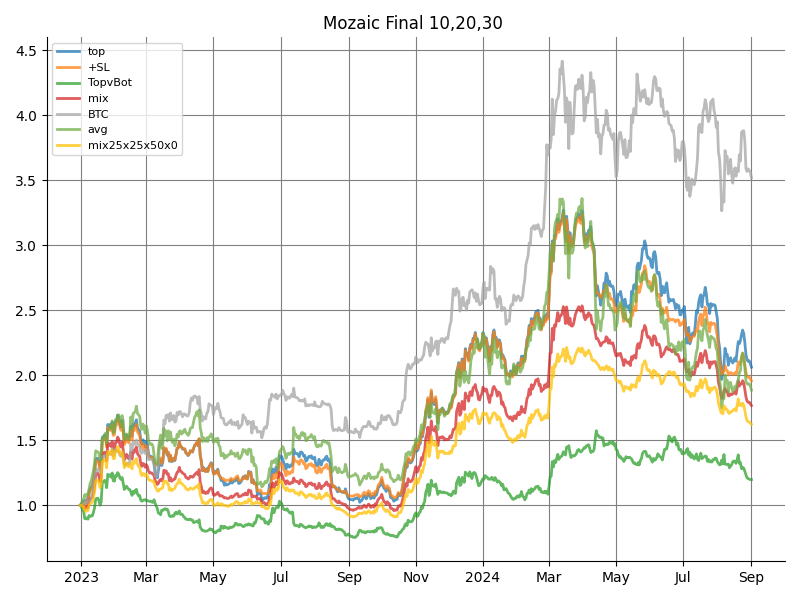 Mozaic Final 10,20,30
top
+SL
TopvBot
mix
BTC
avg
mix25x25x50x0
4.5
4.0
3.5
3.0
2.5
2.0
1.5
1.0
2023 Mar May Jul Sep Nov 2024 Mar May Jul Sep